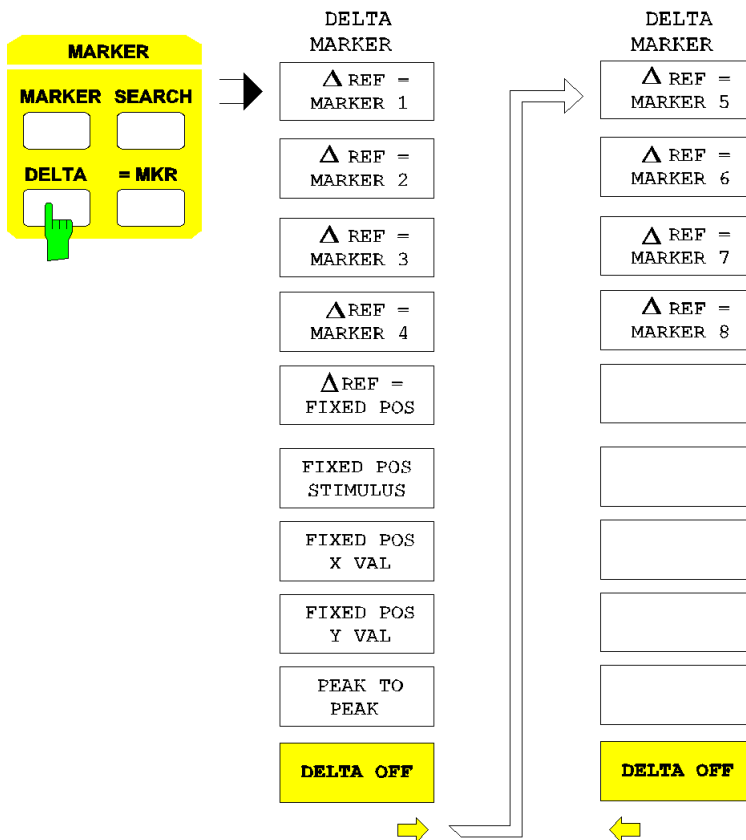 MARKER
MARKER SEARCH
DELTA = MKR
DELTA
MARKER
Δ REF =
MARKER 1
Δ REF =
MARKER 2
Δ REF =
MARKER 3
Δ REF =
MARKER 4
Δ REF =
FIXED POS
FIXED POS
STIMULUS
FIXED POS
X VAL
FIXED POS
Y VAL
PEAK TO
PEAK
DELTA OFF
DELTA
MARKER
Δ REF =
MARKER 5
Δ REF =
MARKER 6
Δ REF =
MARKER 7
Δ REF =
MARKER 8
DELTA OFF